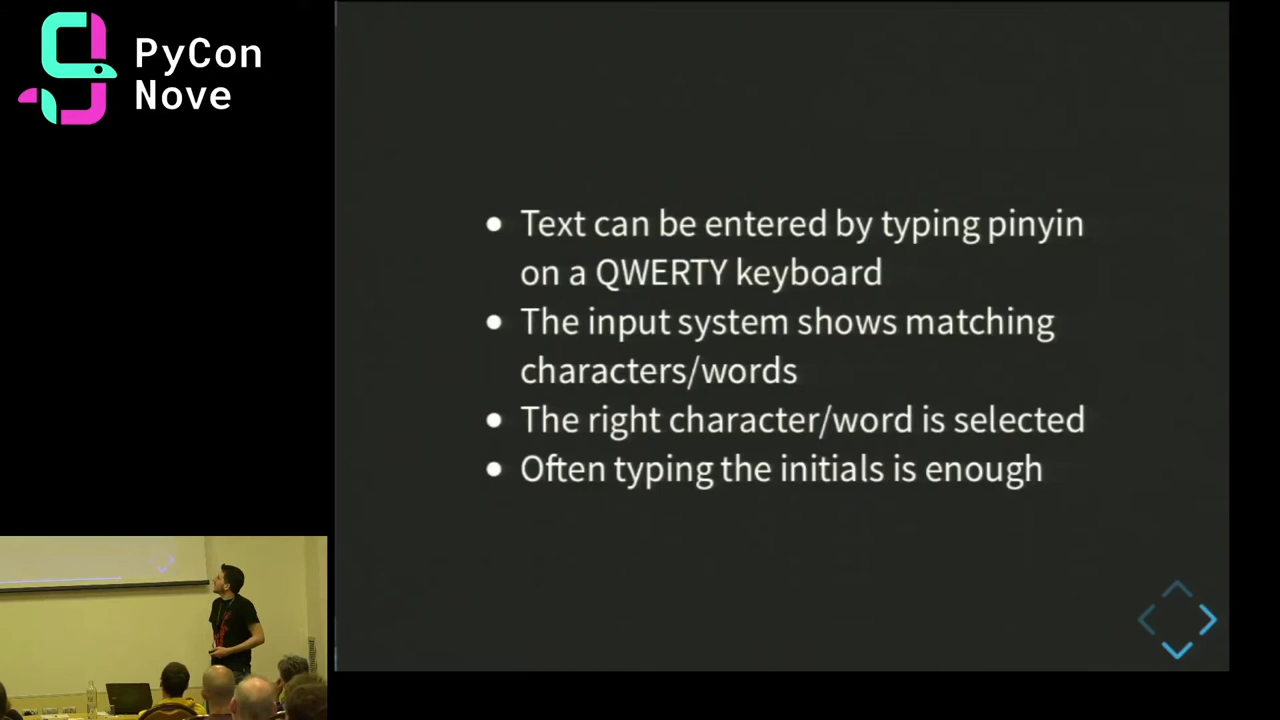 PyCon
Nove
• Text can be entered by typing pinyin
on a QWERTY keyboard
• The input system shows matching
characters/words
• The right character/word is selected
• Often typing the initials is enough